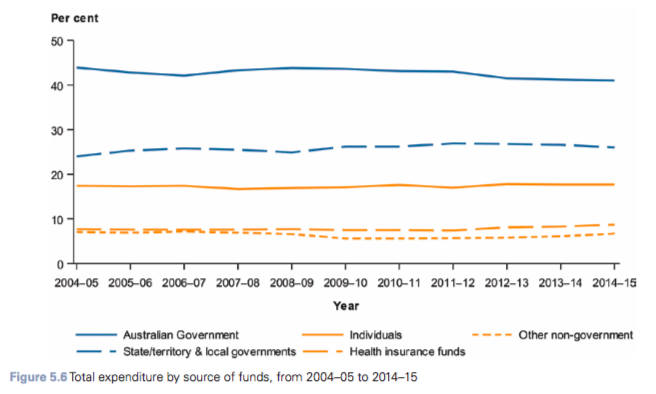 Per cent
50
40
30
20
10
0
2004–05 2005–06 2006–07 2007–08 2008–09 2009–10 2010–11 2011–12 2012–13 2013–14 2014–15
Year
Australian Government Individuals Other non-government
State/territory & local governments Health insurance funds
Figure 5.6 Total expenditure by source of funds, from 2004–05 to 2014–15